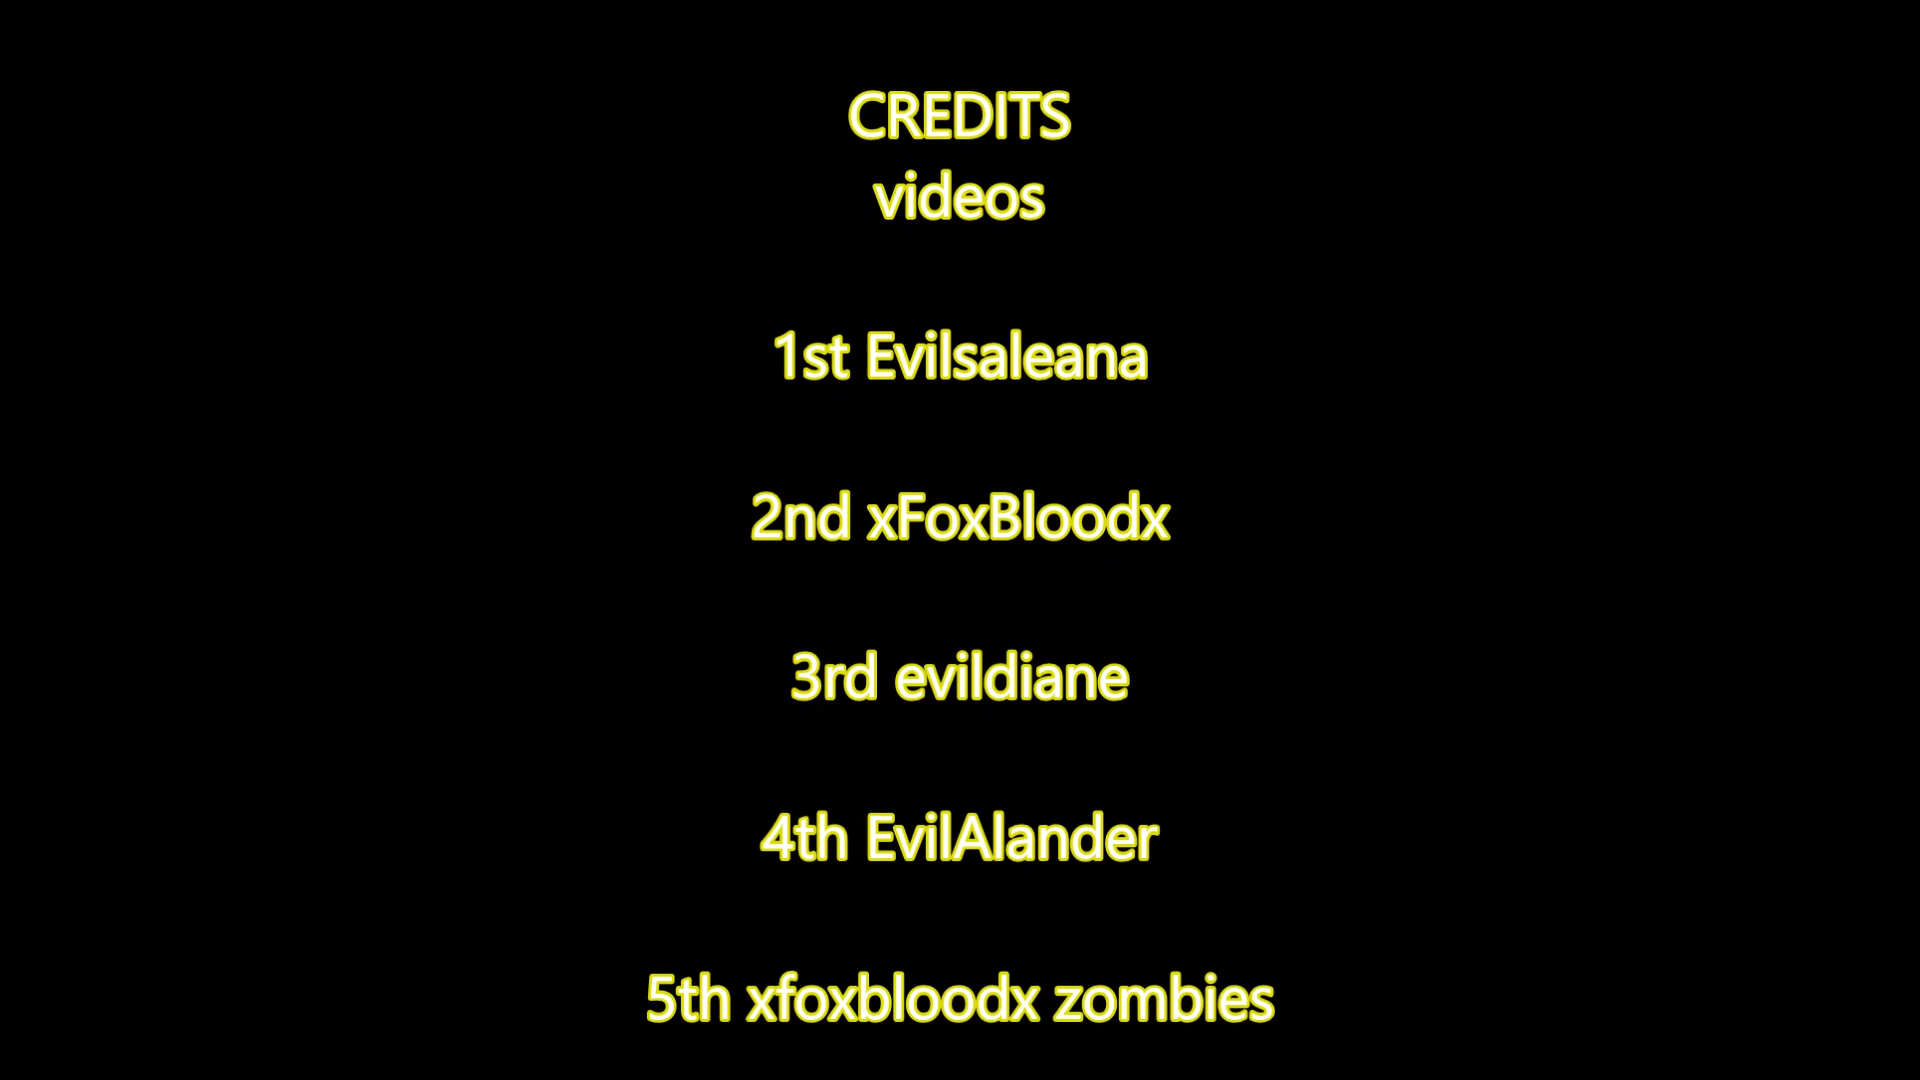 CREDITS
videos
1st Evilsaleana
2nd xFoxBloodx
3rd evildiane
4th EvilAlander
5th xfoxbloodx zombies